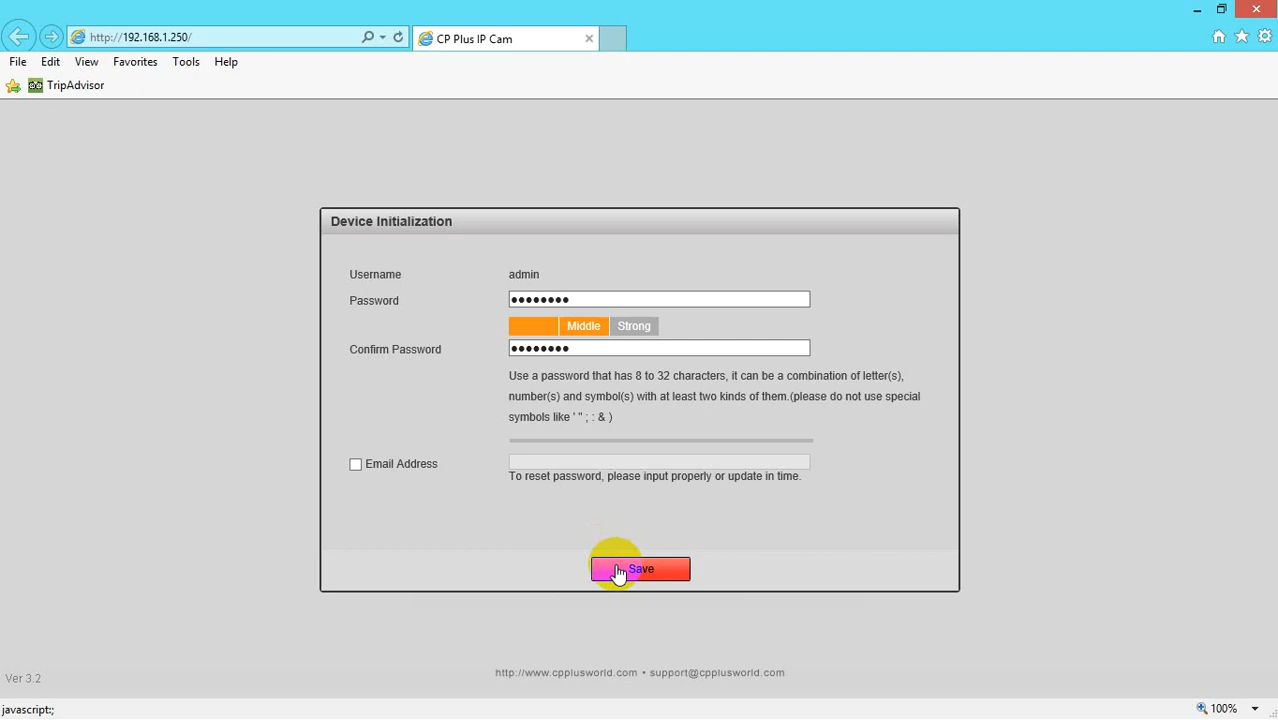 http://192.168.1.250/
CP Plus IP Cam
File Edit View Favorites Tools Help
TripAdvisor
Device Initialization
Username admin
Password ●●●●●●●●
Middle Strong
Confirm Password ●●●●●●●●
Use a password that has 8 to 32 characters, it can be a combination of letter(s),
number(s) and symbol(s) with at least two kinds of them.(please do not use special
symbols like ' " ; : & )
Email Address
To reset password, please input properly or update in time.
Save
http://www.cpplusworld.com • support@cpplusworld.com
Ver 3.2
javascript:; 100%